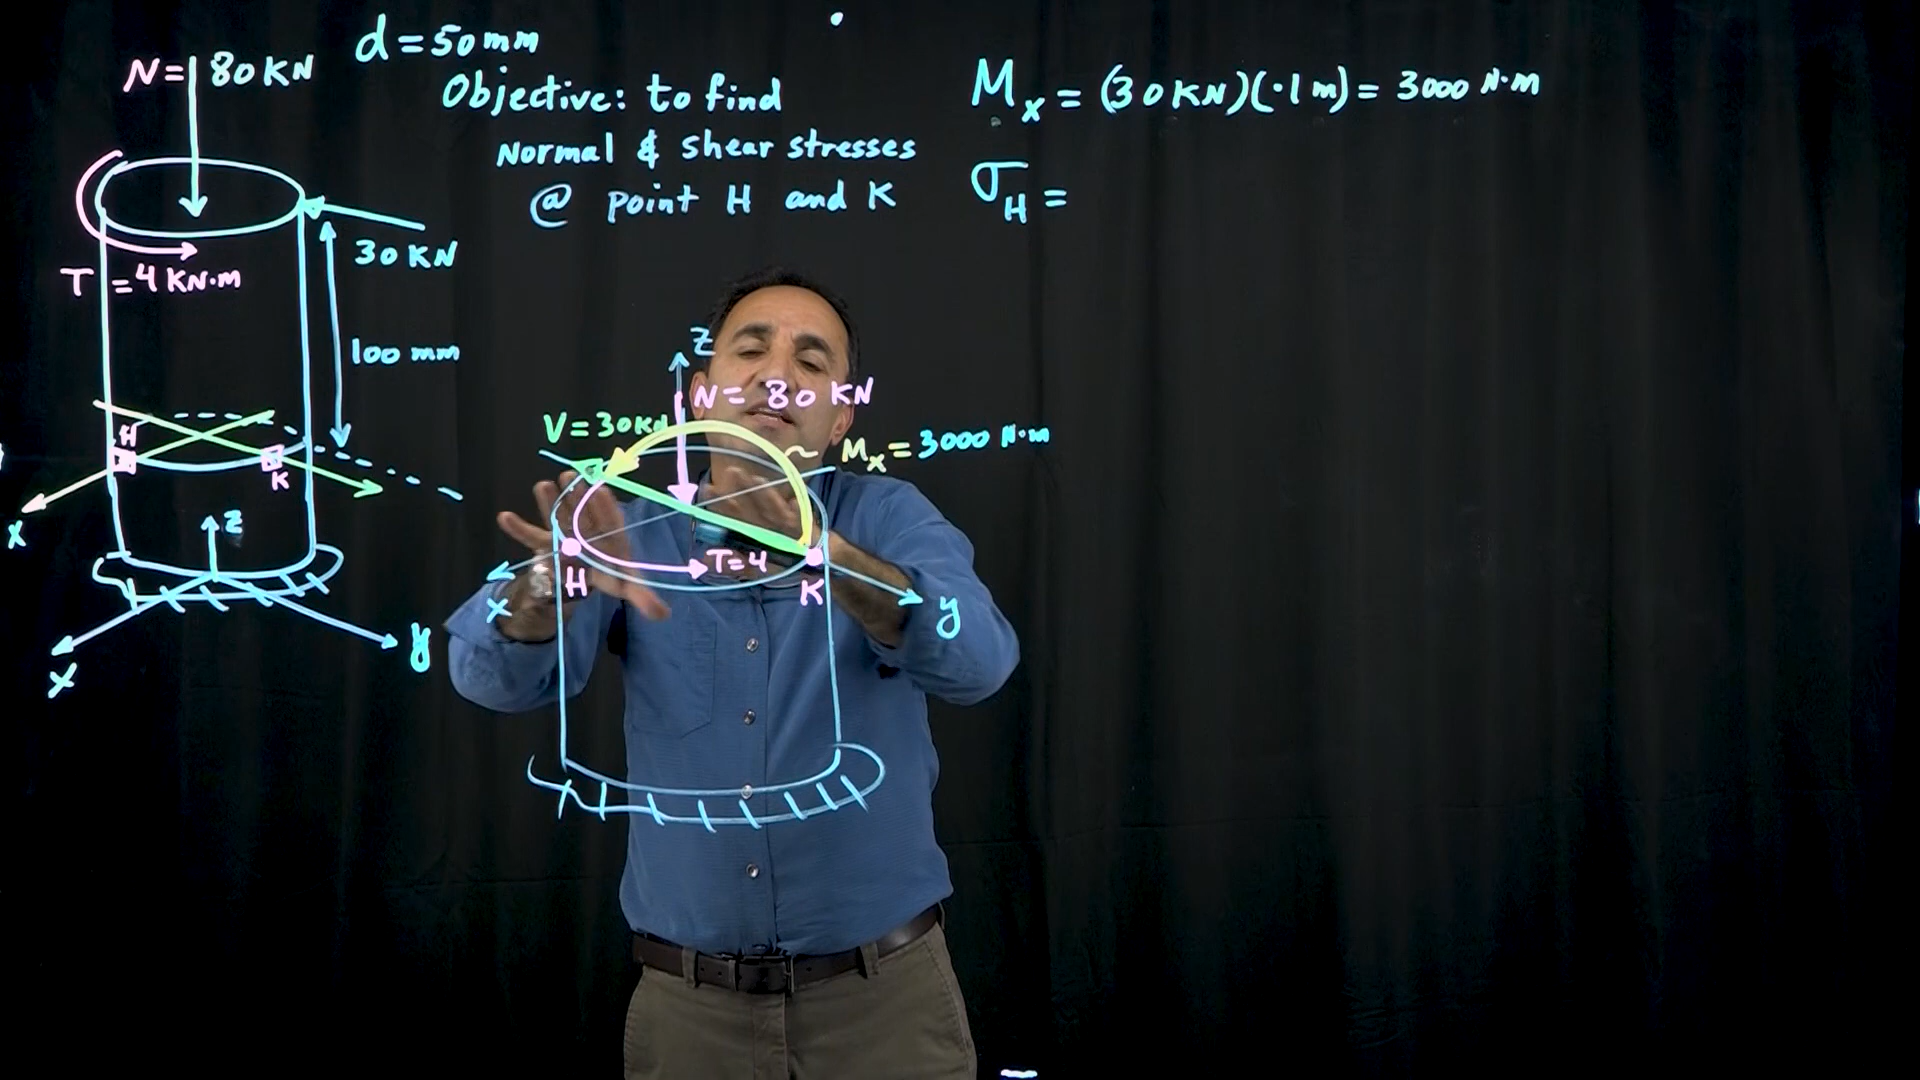 d = 50 mm
N = 80 KN
Objective: to find
Normal & shear stresses
@ point H and K
30 KN
T = 4 KN·m
100 mm
H
K
x
z
x
y
Mx = (30 KN)(·1 m) = 3000 N·m
σH =
z
N = 80 KN
V = 30 KN
Mx = 3000 N·m
T = 4
H
K
x
y